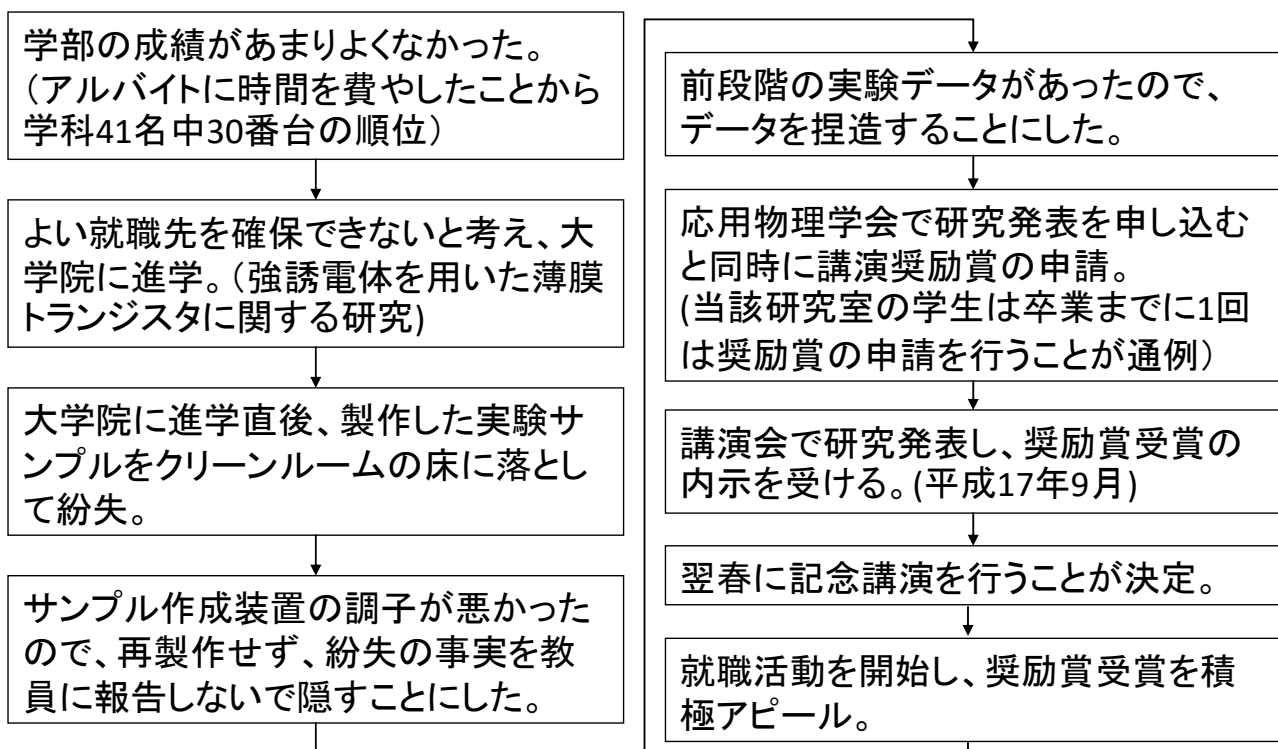 学部の成績があまりよくなかった。
（アルバイトに時間を費やしたことから
学科41名中30番台の順位）
よい就職先を確保できないと考え、大
学院に進学。（強誘電体を用いた薄膜
トランジスタに関する研究)
大学院に進学直後、製作した実験サ
ンプルをクリーンルームの床に落とし
て紛失。
サンプル作成装置の調子が悪かった
ので、再製作せず、紛失の事実を教
員に報告しないで隠すことにした。
前段階の実験データがあったので、
データを捏造することにした。
応用物理学会で研究発表を申し込む
と同時に講演奨励賞の申請。
(当該研究室の学生は卒業までに1回
は奨励賞の申請を行うことが通例）
講演会で研究発表し、奨励賞受賞の
内示を受ける。(平成17年9月)
翌春に記念講演を行うことが決定。
就職活動を開始し、奨励賞受賞を積
極アピール。